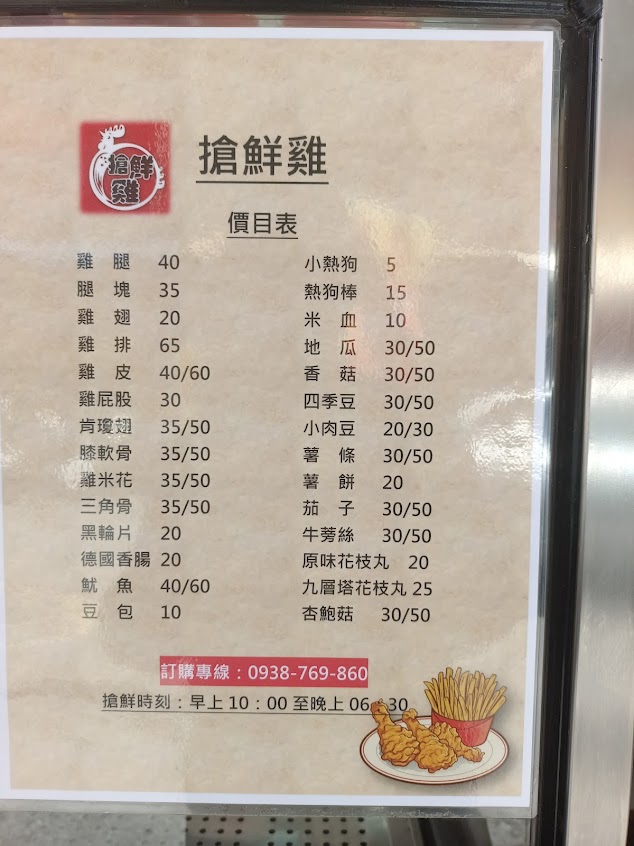 搶鮮雞
搶鮮雞
價目表
雞腿 40
腿塊 35
雞翅 20
雞排 65
雞皮 40/60
雞屁股 30
肯瓊翅 35/50
膝軟骨 35/50
雞米花 35/50
三角骨 35/50
黑輪片 20
德國香腸 20
魷魚 40/60
豆包 10
小熱狗 5
熱狗棒 15
米血 10
地瓜 30/50
香菇 30/50
四季豆 30/50
小肉豆 20/30
薯條 30/50
薯餅 20
茄子 30/50
牛蒡絲 30/50
原味花枝丸 20
九層塔花枝丸 25
杏鮑菇 30/50
訂購專線：0938-769-860
搶鮮時刻：早上 10：00 至晚上 06：30